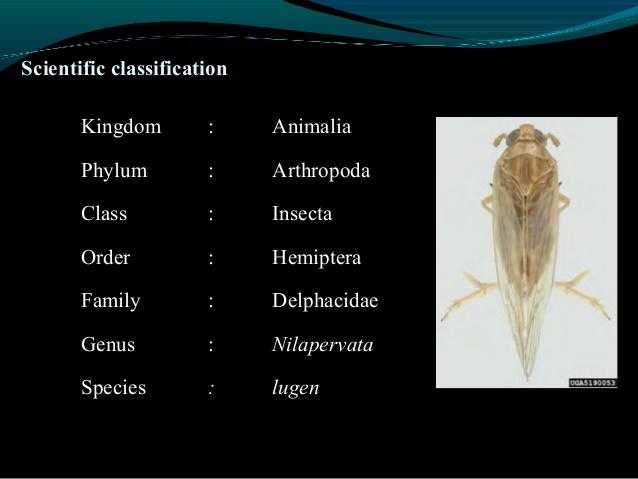 Scientific classification
Kingdom : Animalia
Phylum : Arthropoda
Class : Insecta
Order : Hemiptera
Family : Delphacidae
Genus : Nilapervata
Species : lugen
UGA5190053